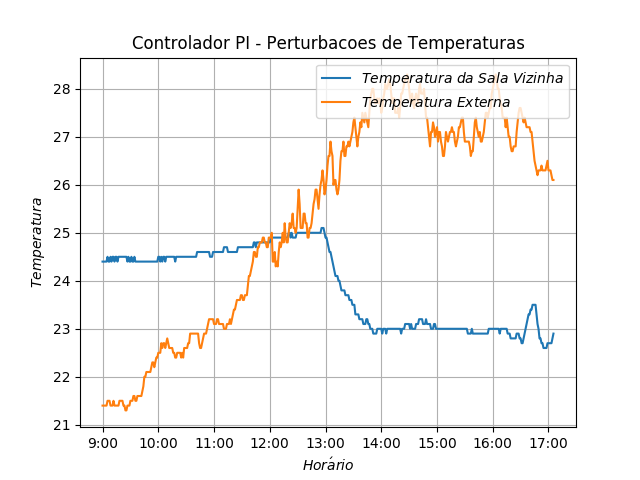 Controlador PI - Perturbacoes de Temperaturas
Temperatura da Sala Vizinha
Temperatura Externa
Temperatura
28
27
26
25
24
23
22
21
9:00 10:00 11:00 12:00 13:00 14:00 15:00 16:00 17:00
Horário